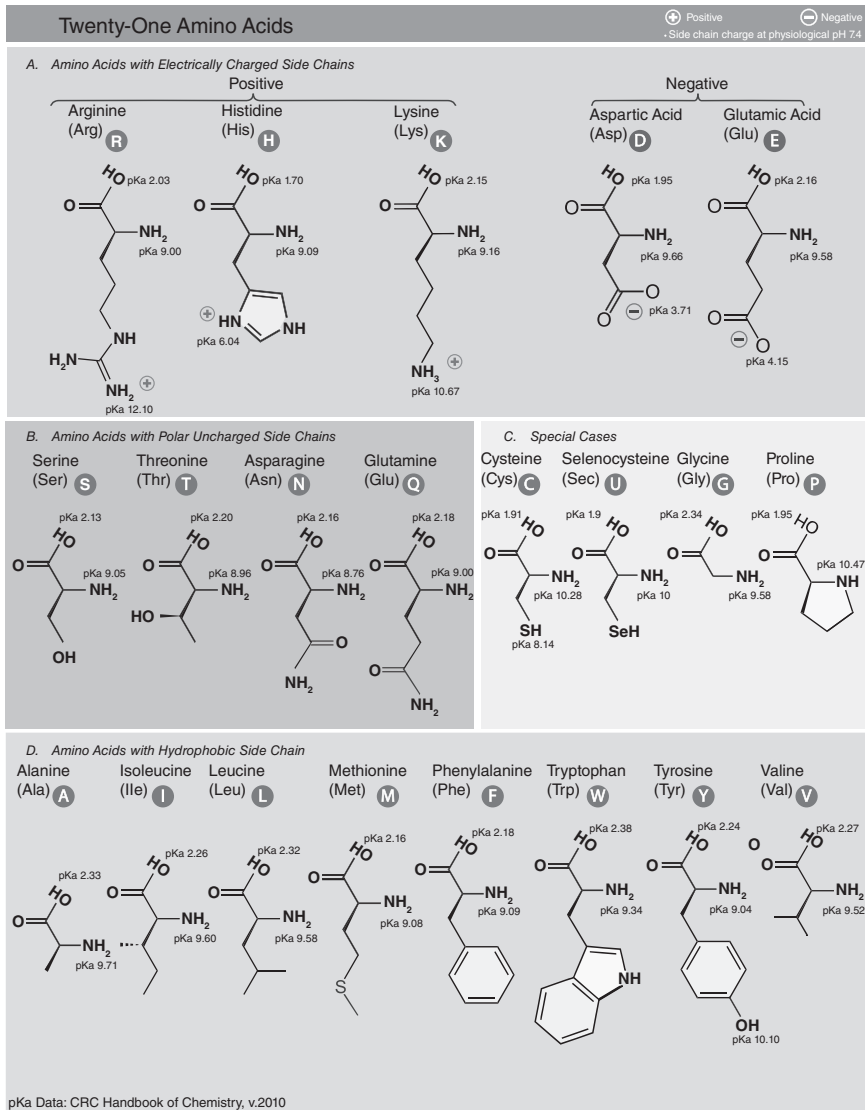 Twenty-One Amino Acids
+ Positive
− Negative
• Side chain charge at physiological pH 7.4
A. Amino Acids with Electrically Charged Side Chains
Positive
Negative
Arginine
(Arg) R
Histidine
(His) H
Lysine
(Lys) K
Aspartic Acid
(Asp) D
Glutamic Acid
(Glu) E
HO pKa 2.03
O
NH2
pKa 9.00
NH
H2N
NH2 +
pKa 12.10
HO pKa 1.70
O
NH2
pKa 9.09
+ HN
NH
pKa 6.04
HO pKa 2.15
O
NH2
pKa 9.16
NH3 +
pKa 10.67
HO pKa 1.95
O
NH2
pKa 9.66
O
O − pKa 3.71
HO pKa 2.16
O
NH2
pKa 9.58
O
− O
pKa 4.15
B. Amino Acids with Polar Uncharged Side Chains
Serine
(Ser) S
Threonine
(Thr) T
Asparagine
(Asn) N
Glutamine
(Glu) Q
pKa 2.13
HO
O
pKa 9.05
NH2
OH
pKa 2.20
HO
O
pKa 8.96
NH2
HO
pKa 2.16
HO
O
pKa 8.76
NH2
O
NH2
pKa 2.18
HO
O
pKa 9.00
NH2
O
NH2
C. Special Cases
Cysteine
(Cys) C
Selenocysteine
(Sec) U
Glycine
(Gly) G
Proline
(Pro) P
pKa 1.91
HO
O
NH2
pKa 10.28
SH
pKa 8.14
pKa 1.9
HO
O
NH2
pKa 10
SeH
pKa 2.34
HO
O
NH2
pKa 9.58
pKa 1.95
HO
O
pKa 10.47
NH
D. Amino Acids with Hydrophobic Side Chain
Alanine
(Ala) A
Isoleucine
(Ile) I
Leucine
(Leu) L
Methionine
(Met) M
Phenylalanine
(Phe) F
Tryptophan
(Trp) W
Tyrosine
(Tyr) Y
Valine
(Val) V
pKa 2.33
HO
O
NH2
pKa 9.71
pKa 2.26
HO
O
NH2
pKa 9.60
pKa 2.32
HO
O
NH2
pKa 9.58
pKa 2.16
HO
O
NH2
pKa 9.08
S
pKa 2.18
HO
O
NH2
pKa 9.09
pKa 2.38
HO
O
NH2
pKa 9.34
NH
pKa 2.24
HO
O
NH2
pKa 9.04
OH
pKa 10.10
pKa 2.27
HO
O
O
NH2
pKa 9.52
pKa Data: CRC Handbook of Chemistry, v.2010